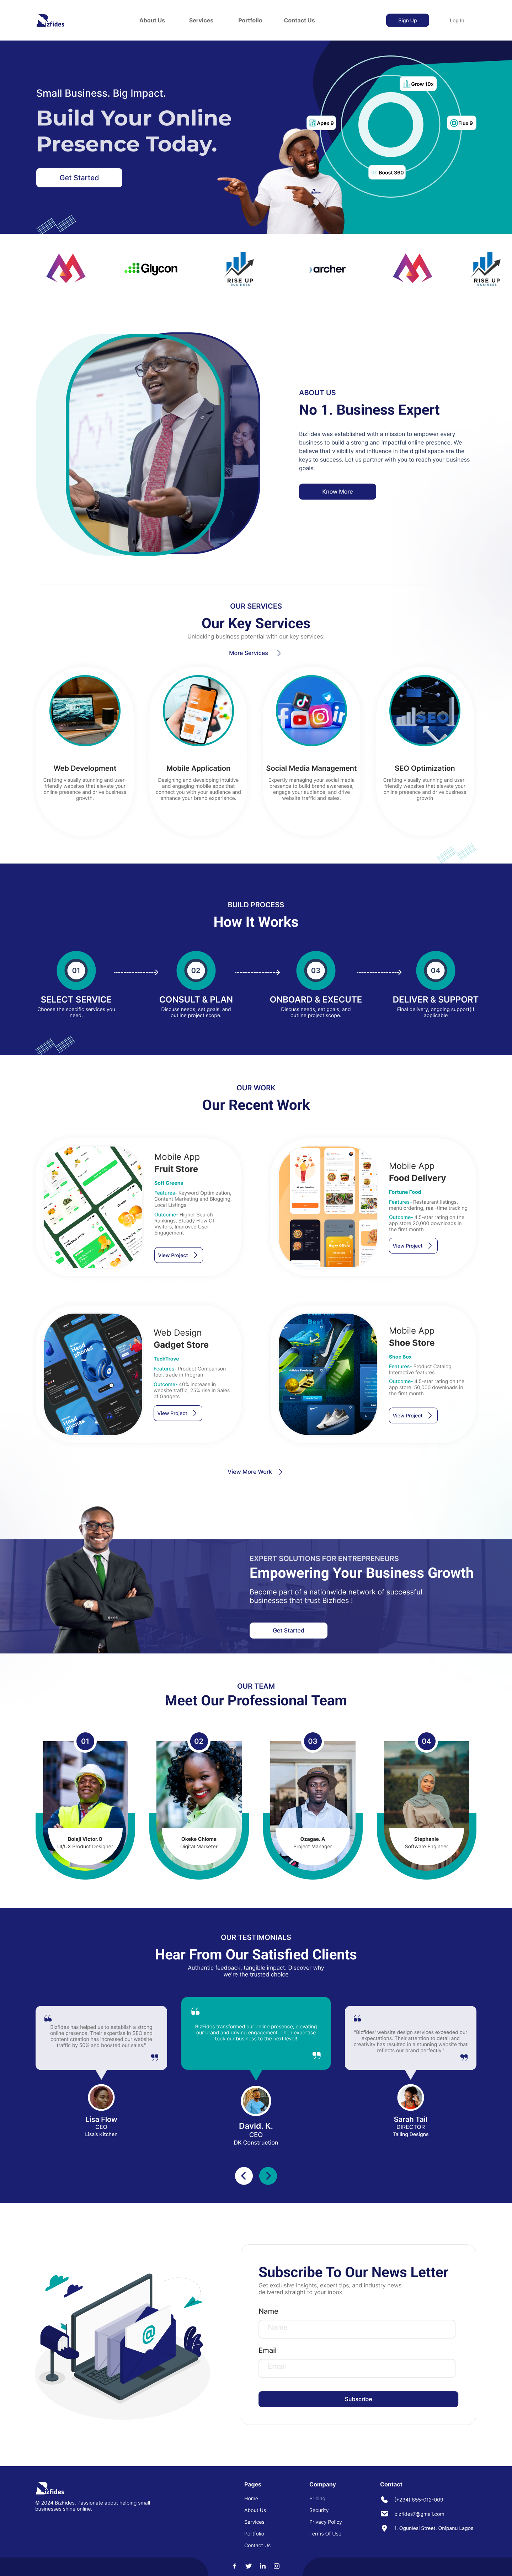 Bizfides
About Us
Services
Portfolio
Contact Us
Sign Up
Log In
Small Business. Big Impact.
Build Your Online
Presence Today.
Get Started
Grow 10x
Apex 9
Flux 9
Boost 360
Glycon
RISE UP
BUSINESS
archer
RISE UP
BUSINESS
ABOUT US
No 1. Business Expert
Bizfides was established with a mission to empower every
business to build a strong and impactful online presence. We
believe that visibility and influence in the digital space are the
keys to success. Let us partner with you to reach your business
goals.
Know More
OUR SERVICES
Our Key Services
Unlocking business potential with our key services:
More Services
Web Development
Crafting visually stunning and user-
friendly websites that elevate your
online presence and drive business
growth.
Mobile Application
Designing and developing intuitive
and engaging mobile apps that
connect you with your audience and
enhance your brand experience.
Social Media Management
Expertly managing your social media
presence to build brand awareness,
engage your audience, and drive
website traffic and sales.
SEO
SEO Optimization
Crafting visually stunning and user-
friendly websites that elevate your
online presence and drive business
growth
BUILD PROCESS
How It Works
01
SELECT SERVICE
Choose the specific services you
need.
02
CONSULT & PLAN
Discuss needs, set goals, and
outline project scope.
03
ONBOARD & EXECUTE
Discuss needs, set goals, and
outline project scope.
04
DELIVER & SUPPORT
Final delivery, ongoing support)if
applicable
OUR WORK
Our Recent Work
Mobile App
Fruit Store
Soft Greens
Features- Keyword Optimization,
Content Marketing and Blogging,
Local Listings
Outcome- Higher Search
Rankings, Steady Flow Of
Visitors, Improved User
Engagement
View Project
Mobile App
Food Delivery
Fortune Food
Features- Restaurant listings,
menu ordering, real-time tracking
Outcome- 4.5-star rating on the
app store,20,000 downloads in
the first month
View Project
Head
phones
Web Design
Gadget Store
TechTrove
Features- Product Comparison
tool, trade in Program
Outcome- 40% increase in
website traffic, 25% rise in Sales
of Gadgets
View Project
Mobile App
Shoe Store
Shoe Box
Features- Product Catalog,
Interactive features
Outcome- 4.5-star rating on the
app store, 50,000 downloads in
the first month
View Project
View More Work
EXPERT SOLUTIONS FOR ENTREPRENEURS
Empowering Your Business Growth
Become part of a nationwide network of successful
businesses that trust Bizfides !
Get Started
OUR TEAM
Meet Our Professional Team
01
Bolaji Victor.O
UI/UX Product Designer
02
Okeke Chioma
Digital Marketer
03
Ozagae. A
Project Manager
04
Stephanie
Software Engineer
OUR TESTIMONIALS
Hear From Our Satisfied Clients
Authentic feedback, tangible impact. Discover why
we're the trusted choice
Bizfides has helped us to establish a strong
online presence. Their expertise in SEO and
content creation has increased our website
traffic by 50% and boosted our sales."
Lisa Flow
CEO
Lisa's Kitchen
BizFides transformed our online presence, elevating
our brand and driving engagement. Their expertise
took our business to the next level!
David. K.
CEO
DK Construction
"Bizfides' website design services exceeded our
expectations. Their attention to detail and
creativity has resulted in a stunning website that
reflects our brand perfectly."
Sarah Tail
DIRECTOR
Tailing Designs
Subscribe To Our News Letter
Get exclusive insights, expert tips, and industry news
delivered straight to your inbox
Name
Name
Email
Email
Subscribe
Bizfides
© 2024 BizFides. Passionate about helping small
businesses shine online.
Pages
Home
About Us
Services
Portfolio
Contact Us
Company
Pricing
Security
Privacy Policy
Terms Of Use
Contact
(+234) 855-012-009
bizfides7@gmail.com
1, Ogunlesi Street, Onipanu Lagos